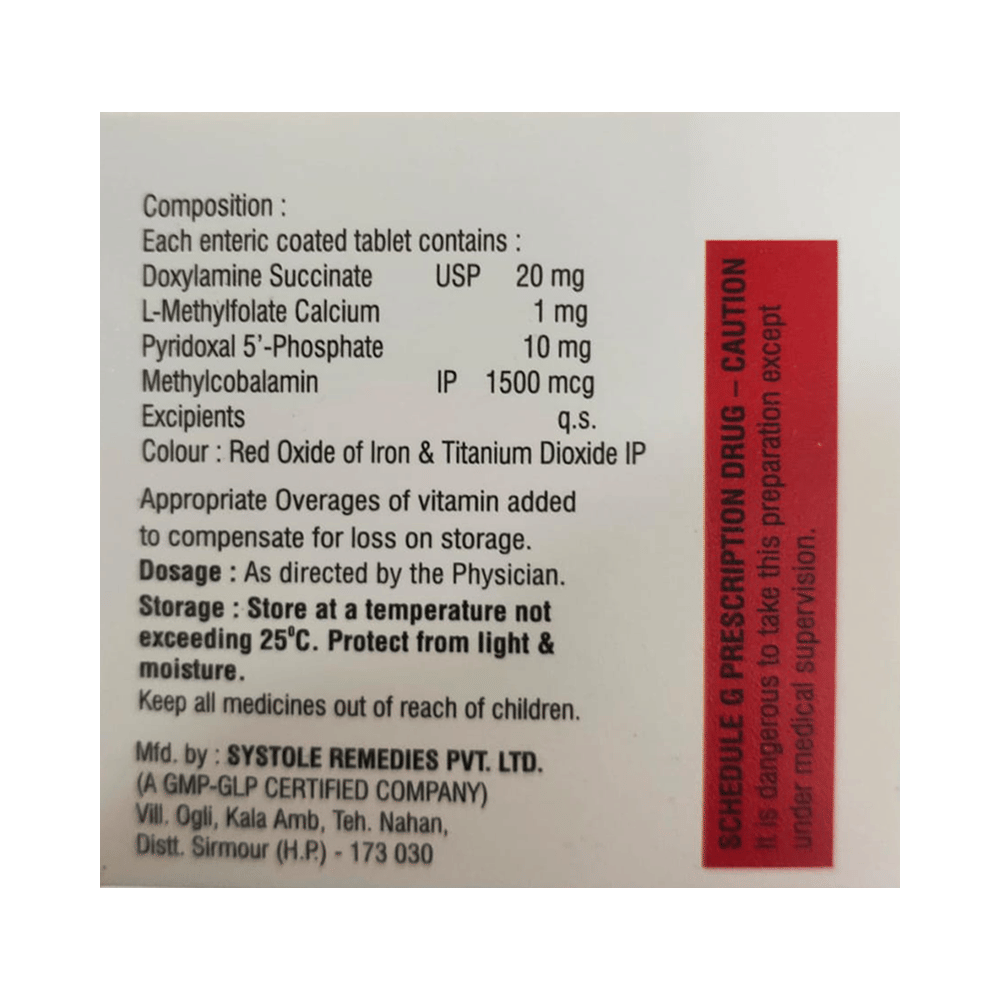 Composition :
Each enteric coated tablet contains :
Doxylamine Succinate USP 20 mg
L-Methylfolate Calcium 1 mg
Pyridoxal 5'-Phosphate 10 mg
Methylcobalamin IP 1500 mcg
Excipients q.s.
Colour : Red Oxide of Iron & Titanium Dioxide IP
Appropriate Overages of vitamin added
to compensate for loss on storage.
Dosage : As directed by the Physician.
Storage : Store at a temperature not
exceeding 25⁰C. Protect from light &
moisture.
Keep all medicines out of reach of children.
Mfd. by : SYSTOLE REMEDIES PVT. LTD.
(A GMP-GLP CERTIFIED COMPANY)
Vill. Ogli, Kala Amb, Teh. Nahan,
Distt. Sirmour (H.P.) - 173 030
SCHEDULE G PRESCRIPTION DRUG – CAUTION
It is dangerous to take this preparation except
under medical supervision.